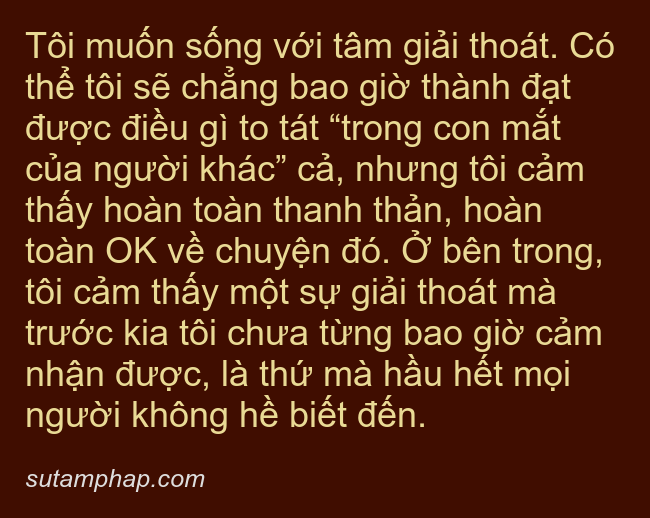 Tôi muốn sống với tâm giải thoát. Có
thể tôi sẽ chẳng bao giờ thành đạt
được điều gì to tát “trong con mắt
của người khác” cả, nhưng tôi cảm
thấy hoàn toàn thanh thản, hoàn
toàn OK về chuyện đó. Ở bên trong,
tôi cảm thấy một sự giải thoát mà
trước kia tôi chưa từng bao giờ cảm
nhận được, là thứ mà hầu hết mọi
người không hề biết đến.
sutamphap.com